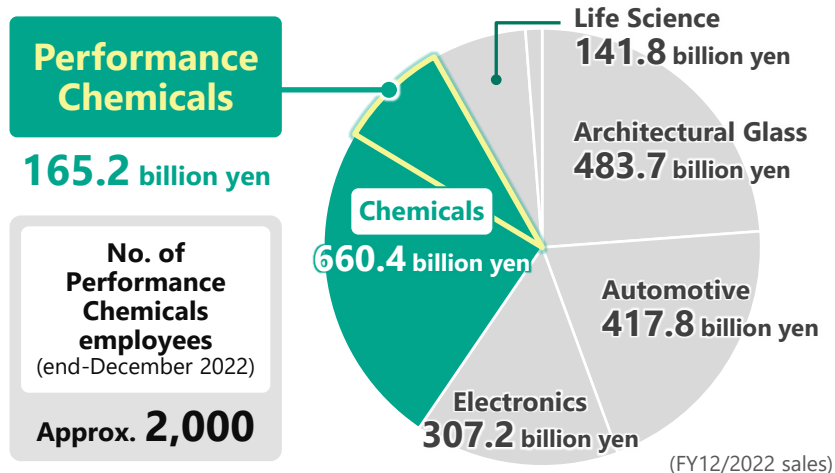 Performance
Chemicals
165.2 billion yen
No. of
Performance
Chemicals
employees
(end-December 2022)
Approx. 2,000
Life Science
141.8 billion yen
Architectural Glass
483.7 billion yen
Chemicals
660.4 billion yen
Automotive
417.8 billion yen
Electronics
307.2 billion yen
(FY12/2022 sales)